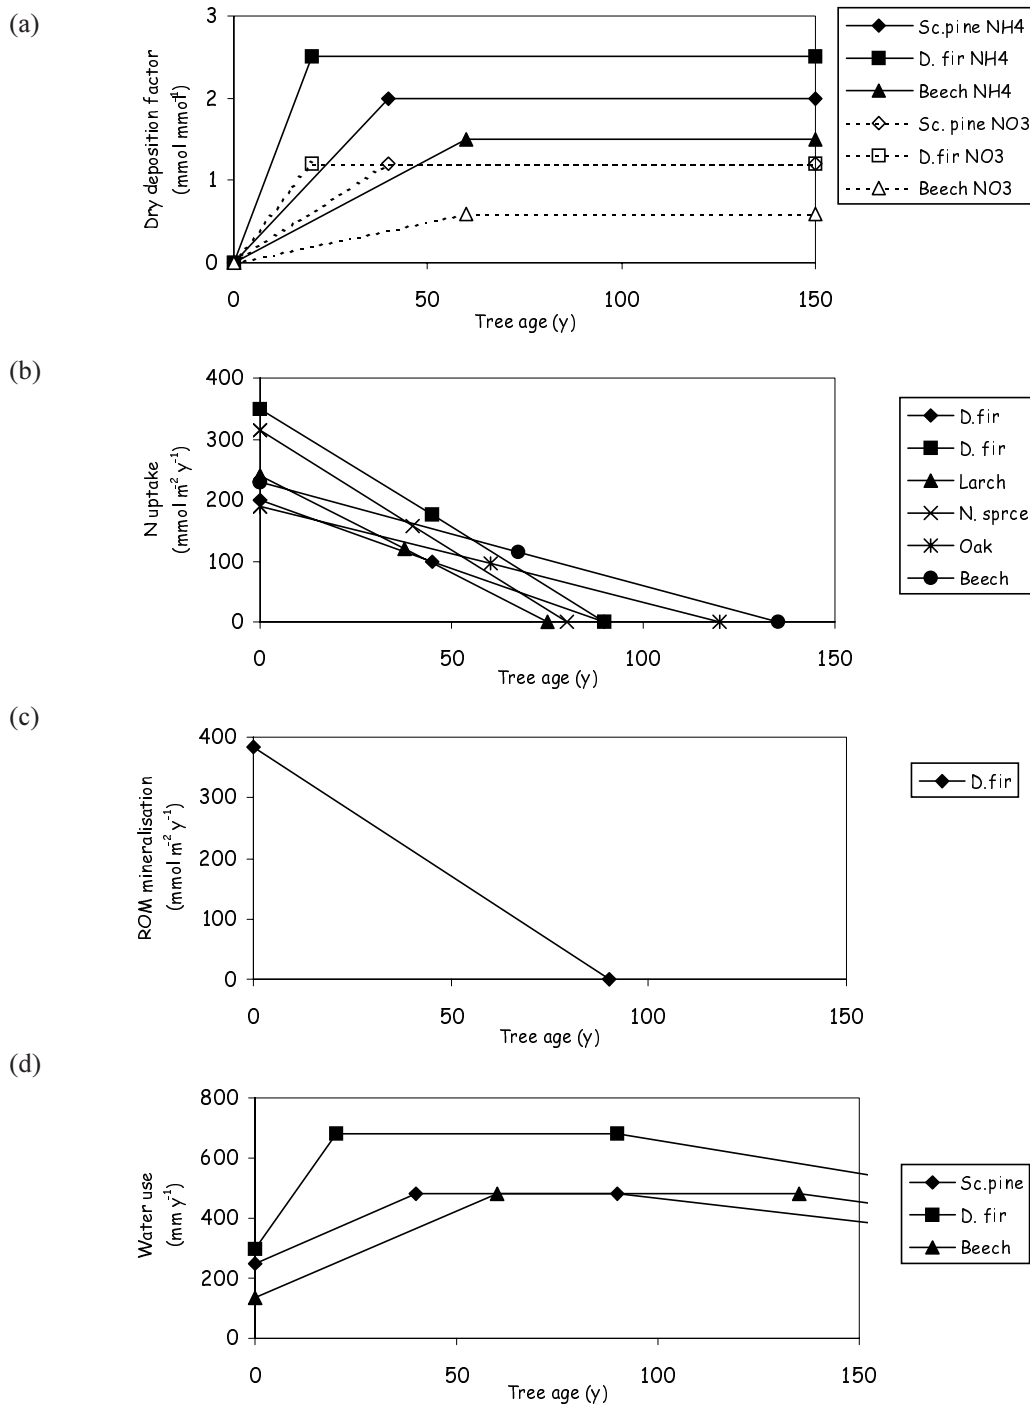 (a)
Dry deposition factor
(mmol mmol⁻¹)
3
2
1
0
0 50 100 150
Tree age (y)
Sc.pine NH4
D. fir NH4
Beech NH4
Sc. pine NO3
D.fir NO3
Beech NO3
(b)
N uptake
(mmol m⁻² y⁻¹)
400
300
200
100
0
0 50 100 150
Tree age (y)
D.fir
D. fir
Larch
N. sprce
Oak
Beech
(c)
ROM mineralisation
(mmol m⁻² y⁻¹)
400
300
200
100
0
0 50 100 150
Tree age (y)
D.fir
(d)
Water use
(mm y⁻¹)
800
600
400
200
0
0 50 100 150
Tree age (y)
Sc.pine
D. fir
Beech